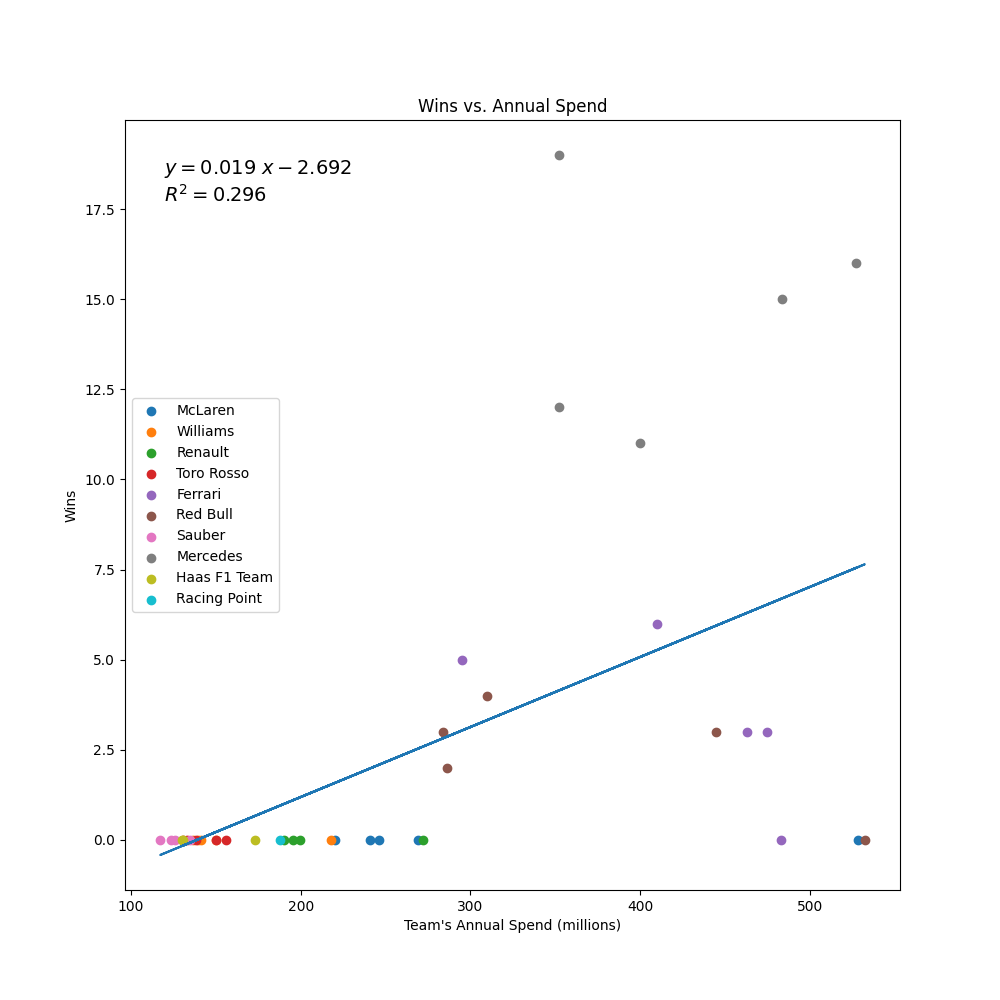 Wins vs. Annual Spend
y = 0.019 x − 2.692
R² = 0.296
17.5
15.0
12.5
10.0
7.5
5.0
2.5
0.0
Wins
McLaren
Williams
Renault
Toro Rosso
Ferrari
Red Bull
Sauber
Mercedes
Haas F1 Team
Racing Point
100 200 300 400 500
Team's Annual Spend (millions)